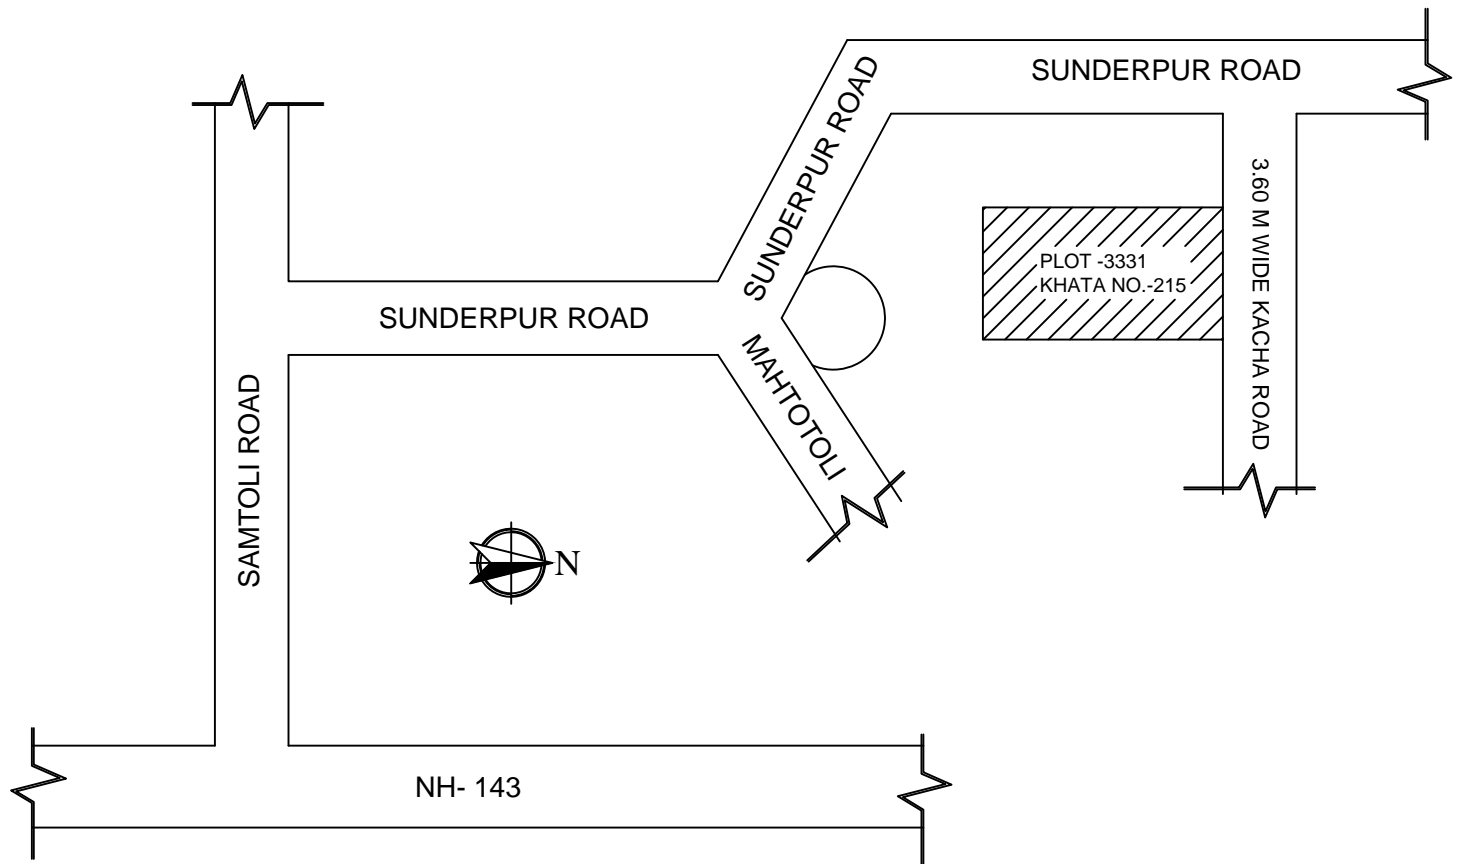 SUNDERPUR ROAD
SUNDERPUR ROAD
3.60 M WIDE KACHA ROAD
PLOT -3331
KHATA NO.-215
SUNDERPUR ROAD
MAHTOTOLI
SAMTOLI ROAD
N
NH- 143